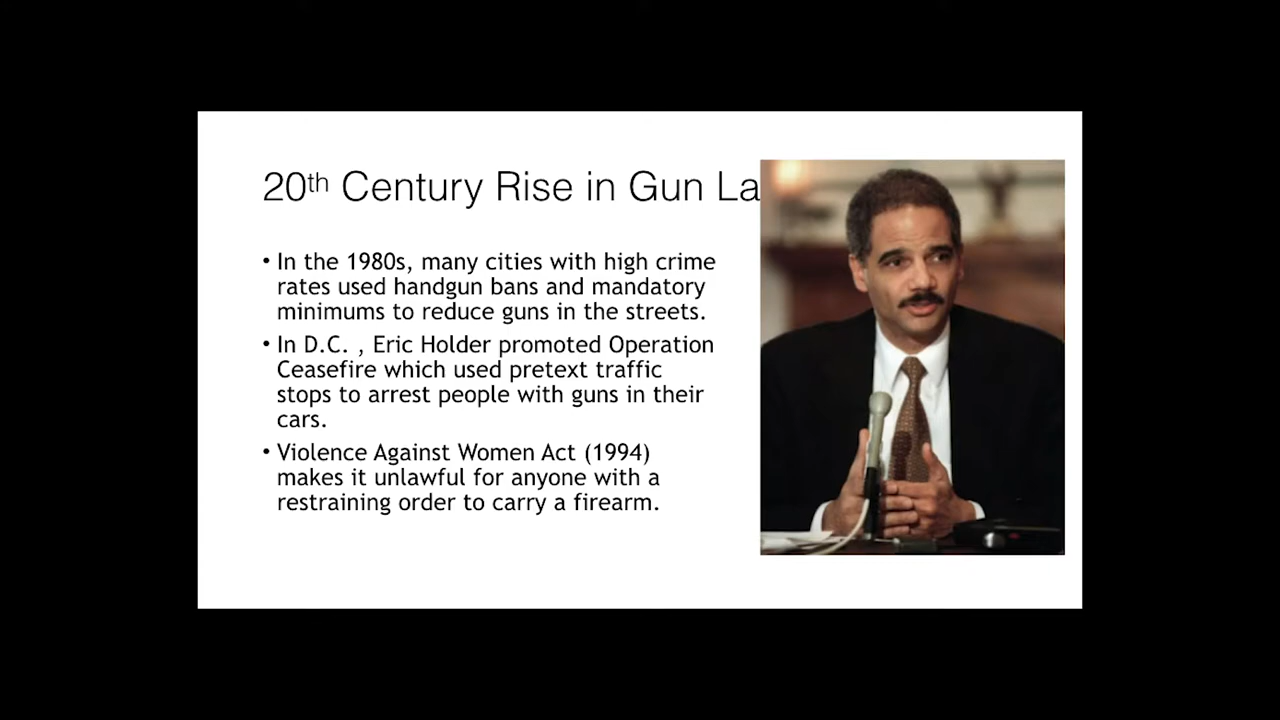 20th Century Rise in Gun La
• In the 1980s, many cities with high crime
rates used handgun bans and mandatory
minimums to reduce guns in the streets.
• In D.C. , Eric Holder promoted Operation
Ceasefire which used pretext traffic
stops to arrest people with guns in their
cars.
• Violence Against Women Act (1994)
makes it unlawful for anyone with a
restraining order to carry a firearm.